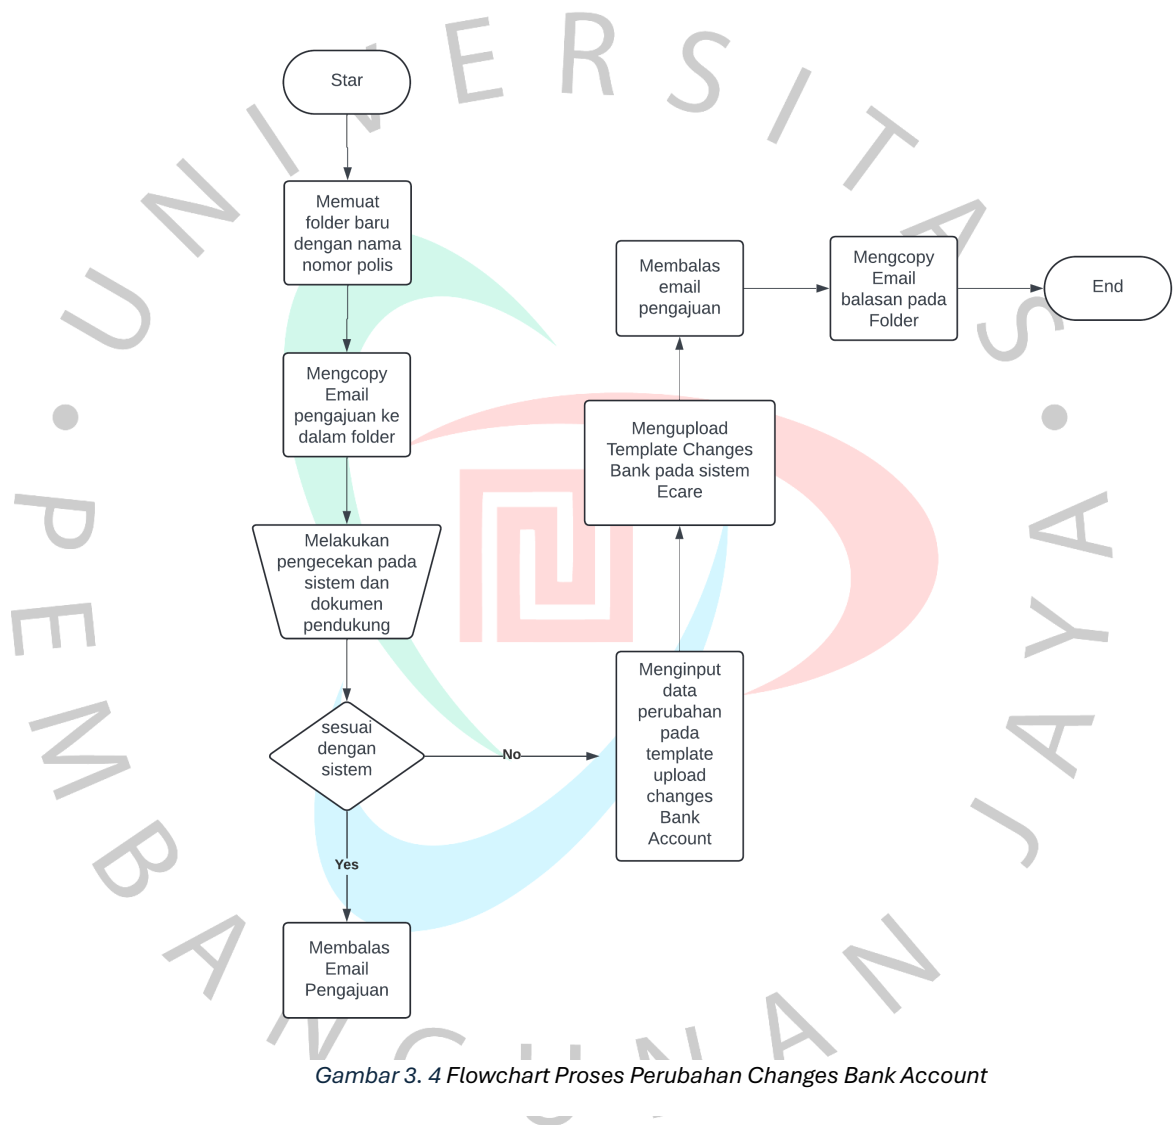 UNIVERSITAS
PEMBANGUNAN JAYA
Star
Memuat
folder baru
dengan nama
nomor polis
Mengcopy
Email
pengajuan ke
dalam folder
Melakukan
pengecekan pada
sistem dan
dokumen
pendukung
sesuai
dengan
sistem
No
Yes
Membalas
Email
Pengajuan
Menginput
data
perubahan
pada
template
upload
changes
Bank
Account
Mengupload
Template Changes
Bank pada sistem
Ecare
Membalas
email
pengajuan
Mengcopy
Email
balasan pada
Folder
End
Gambar 3. 4 Flowchart Proses Perubahan Changes Bank Account